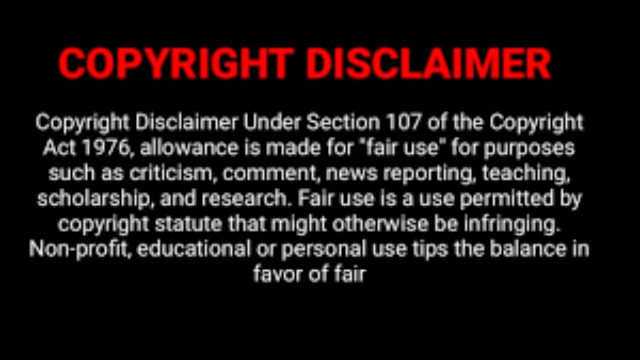 COPYRIGHT DISCLAIMER
Copyright Disclaimer Under Section 107 of the Copyright
Act 1976, allowance is made for "fair use" for purposes
such as criticism, comment, news reporting, teaching,
scholarship, and research. Fair use is a use permitted by
copyright statute that might otherwise be infringing.
Non-profit, educational or personal use tips the balance in
favor of fair